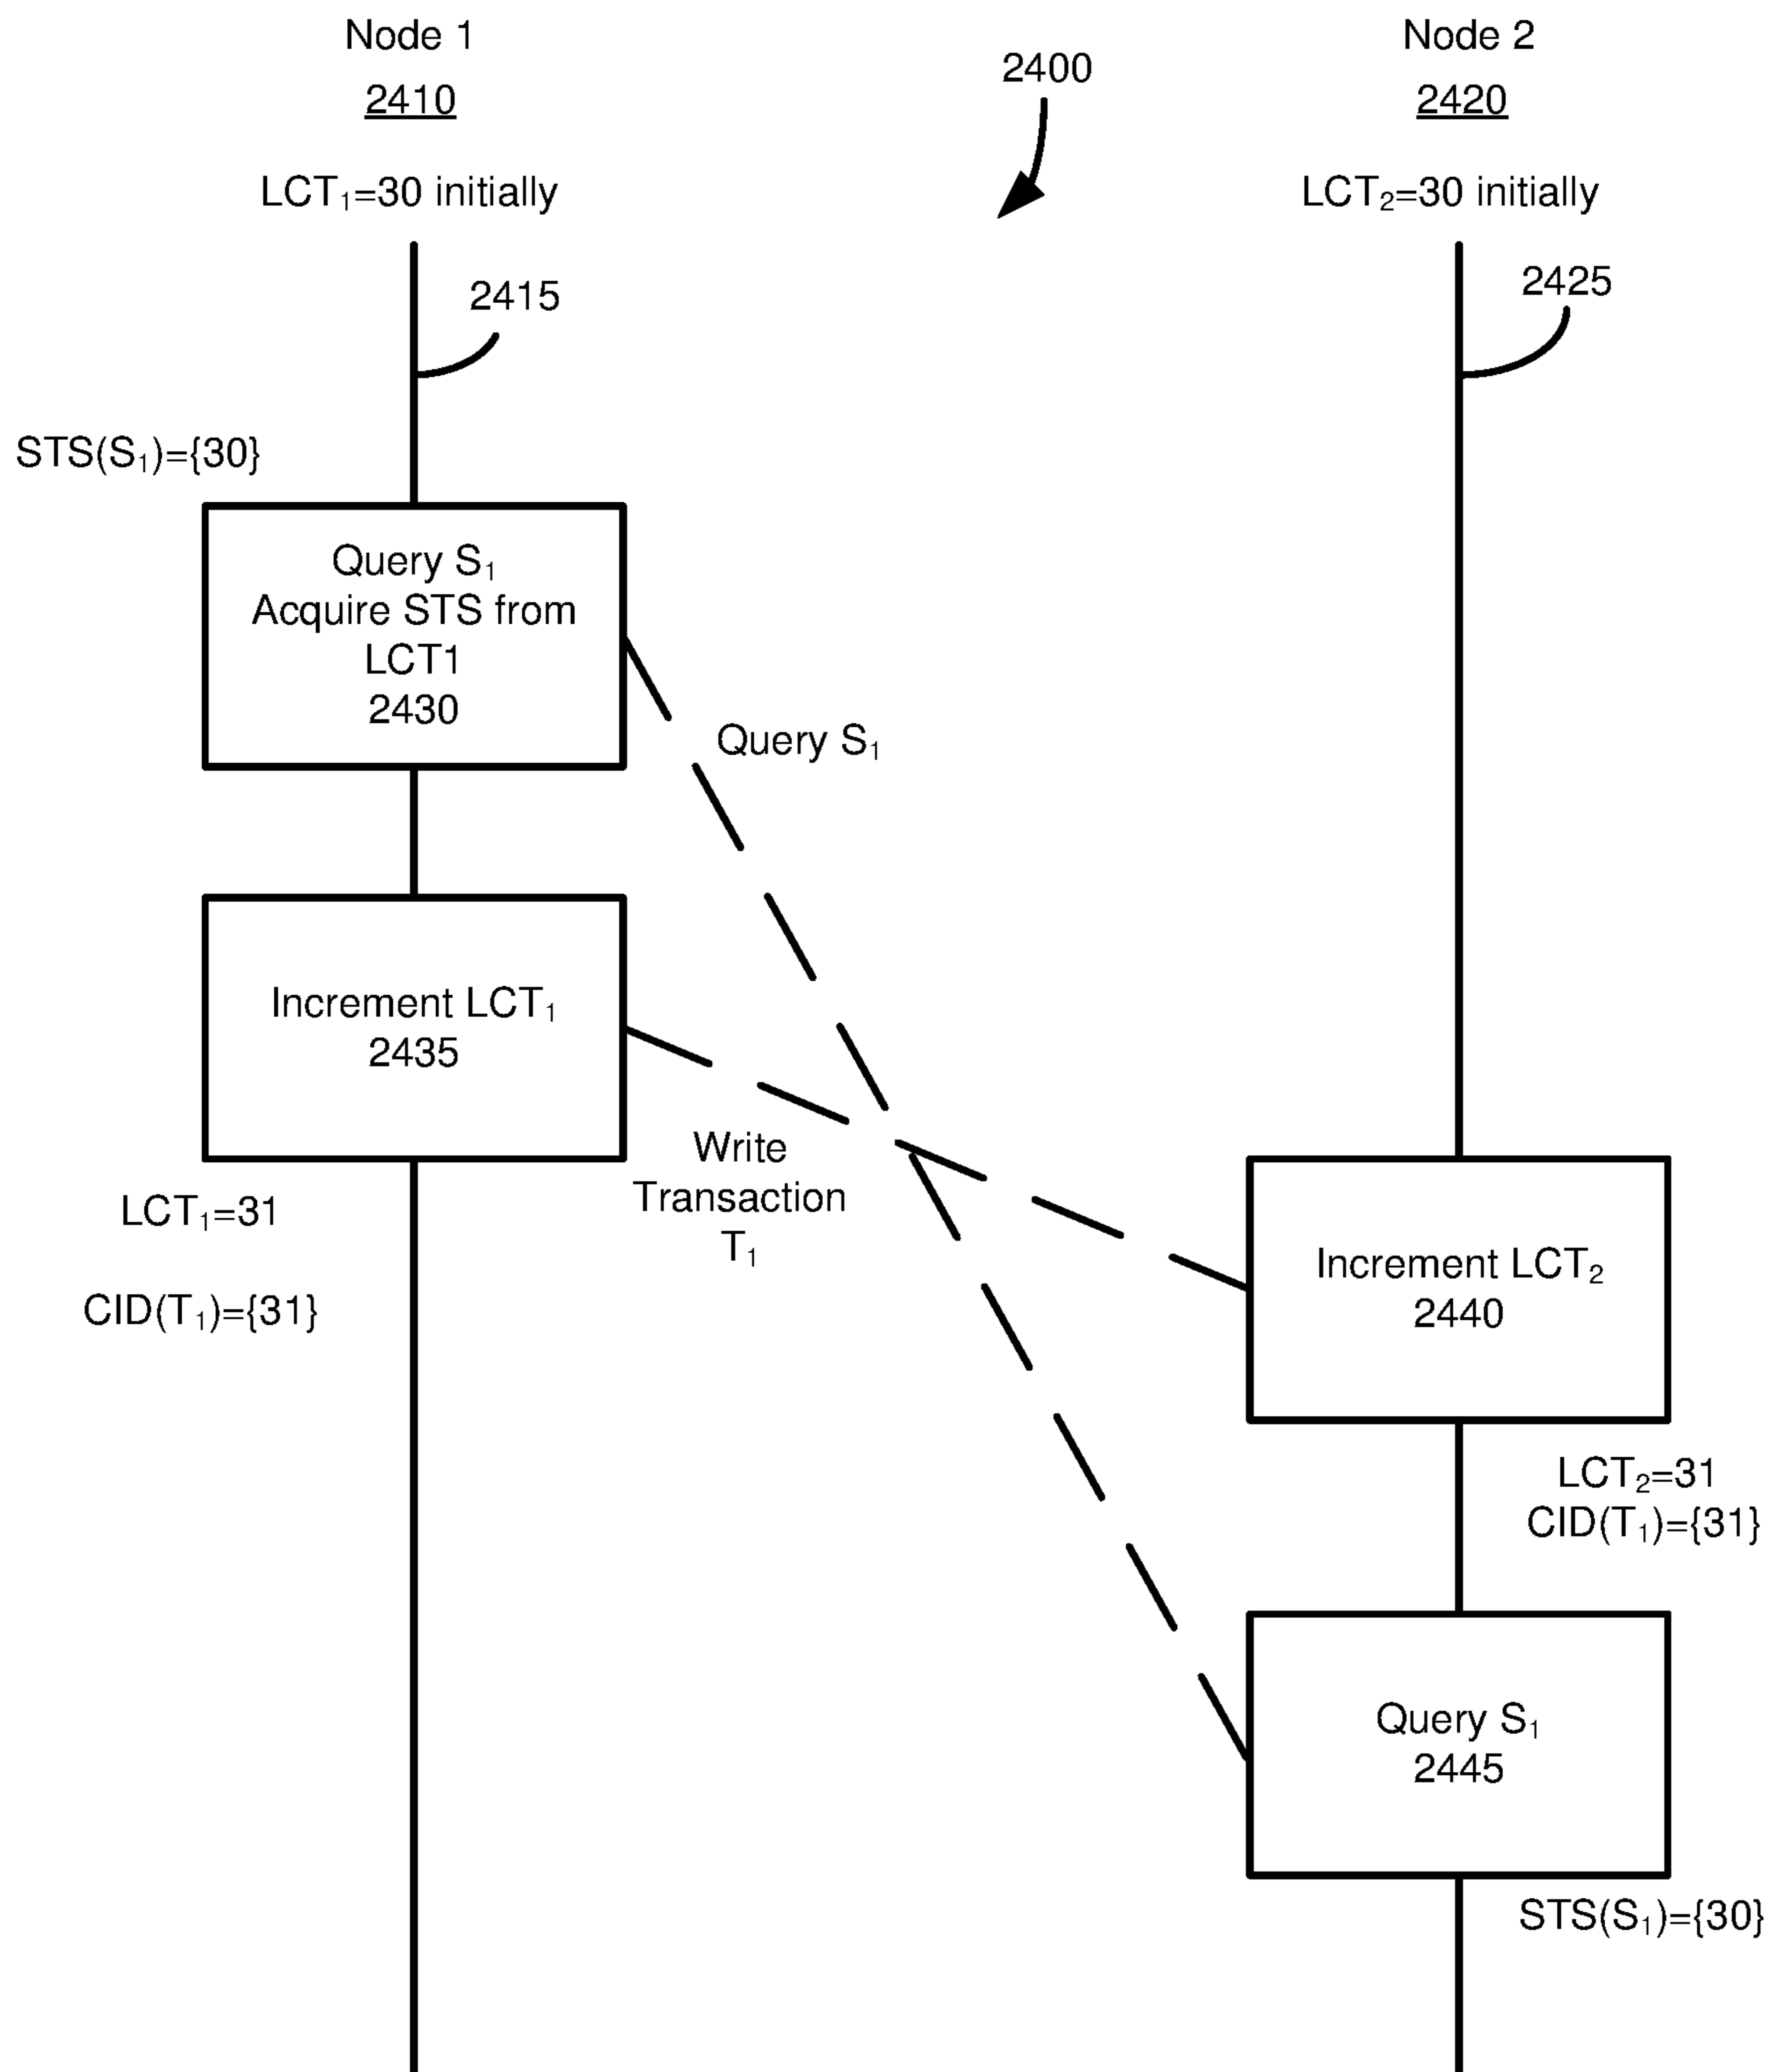 Node 1
2410
LCT₁=30 initially
2400
Node 2
2420
LCT₂=30 initially
2415
2425
STS(S₁)={30}
Query S₁
Acquire STS from
LCT1
2430
Query S₁
Increment LCT₁
2435
Write
Transaction
T₁
LCT₁=31
CID(T₁)={31}
Increment LCT₂
2440
LCT₂=31
CID(T₁)={31}
Query S₁
2445
STS(S₁)={30}